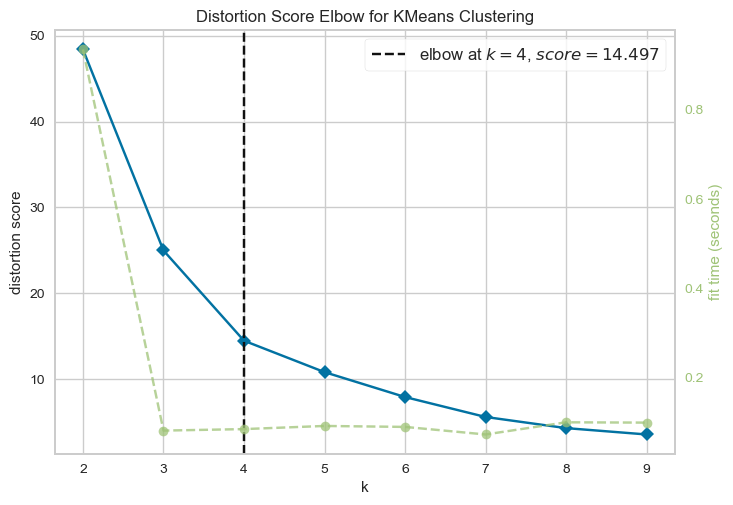 Distortion Score Elbow for KMeans Clustering
elbow at k = 4, score = 14.497
distortion score
50
40
30
20
10
fit time (seconds)
0.8
0.6
0.4
0.2
2 3 4 5 6 7 8 9
k